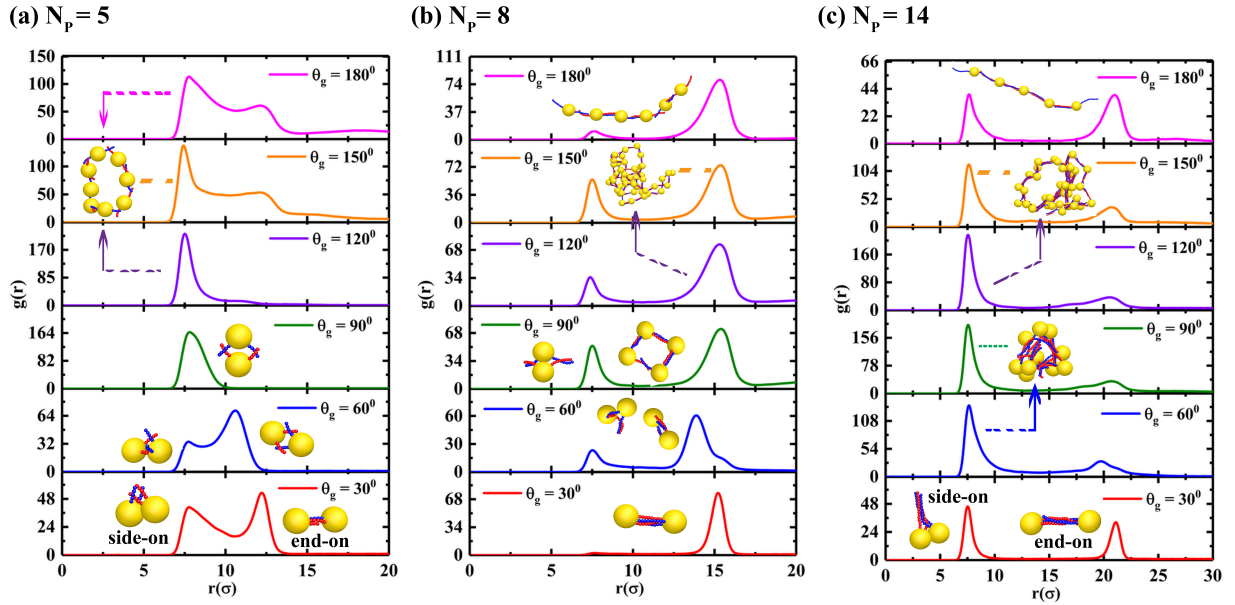 (a) N_P = 5
150
100
50
0
θ_g = 180⁰
100
50
0
θ_g = 150⁰
170
85
0
θ_g = 120⁰
164
82
0
θ_g = 90⁰
64
32
0
θ_g = 60⁰
48
24
0
θ_g = 30⁰
side-on
end-on
0 5 10 15 20
r(σ)
g(r)
(b) N_P = 8
111
74
37
0
θ_g = 180⁰
72
36
0
θ_g = 150⁰
68
34
0
θ_g = 120⁰
68
34
0
θ_g = 90⁰
60
30
0
θ_g = 60⁰
68
34
0
θ_g = 30⁰
0 5 10 15 20
r(σ)
g(r)
(c) N_P = 14
66
44
22
0
θ_g = 180⁰
104
52
0
θ_g = 150⁰
160
80
0
θ_g = 120⁰
156
78
0
θ_g = 90⁰
108
54
0
θ_g = 60⁰
48
24
0
θ_g = 30⁰
side-on
end-on
0 5 10 15 20 25 30
r(σ)
g(r)